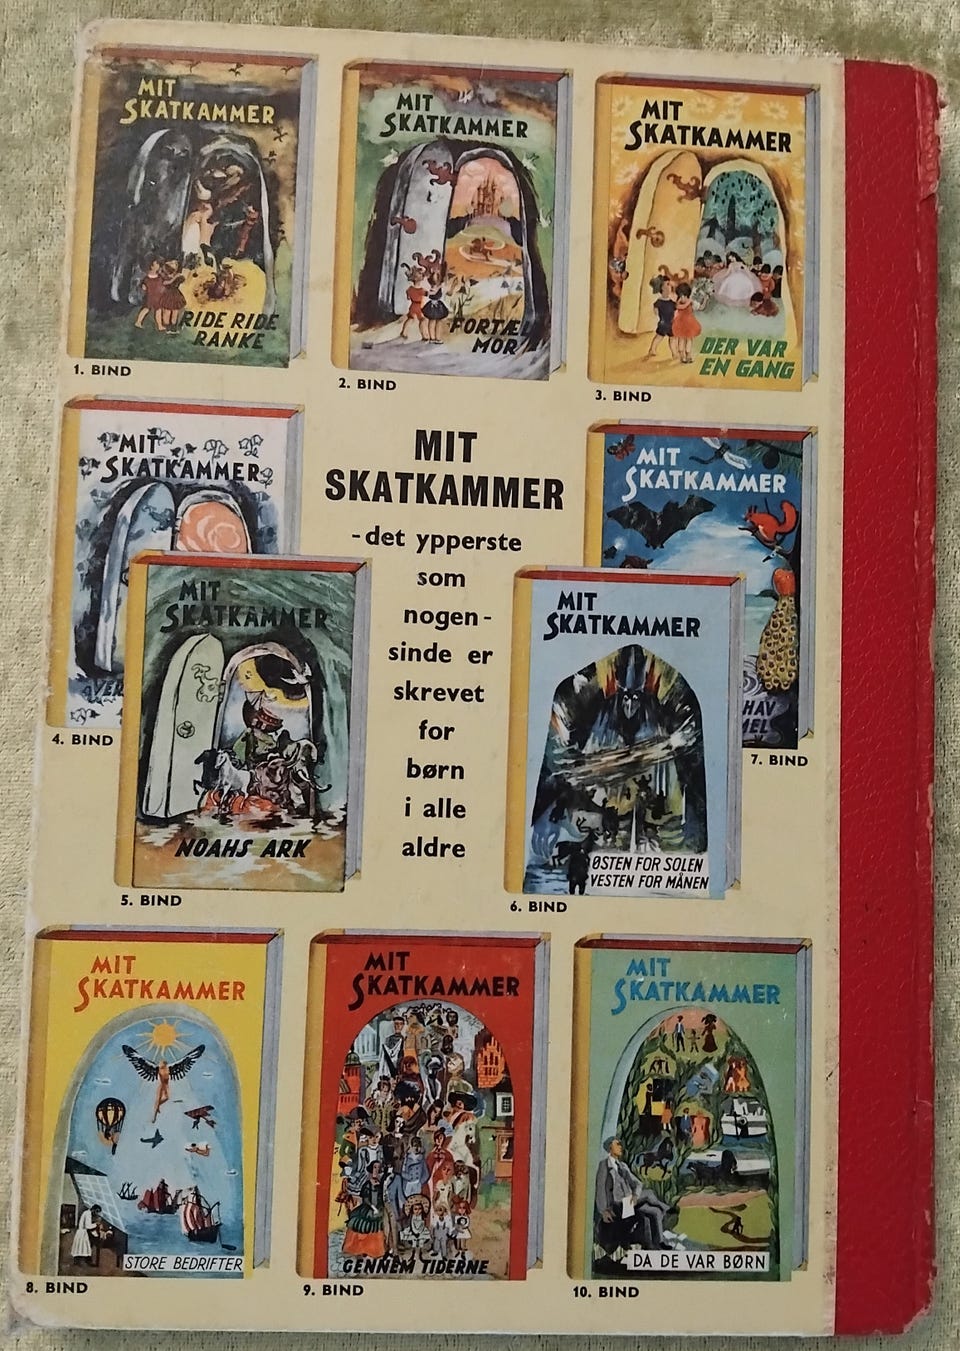 MIT
SKATKAMMER
RIDE RIDE
RANKE
1. BIND
MIT
SKATKAMMER
FORTÆL
MOR
2. BIND
MIT
SKATKAMMER
DER VAR
EN GANG
3. BIND
MIT
SKATKAMMER
4. BIND
MIT
SKATKAMMER
NOAHS ARK
5. BIND
MIT
SKATKAMMER
-det ypperste
som
nogen-
sinde er
skrevet
for
børn
i alle
aldre
MIT
SKATKAMMER
ØSTEN FOR SOLEN
VESTEN FOR MÅNEN
6. BIND
MIT
SKATKAMMER
HAV
MEL
7. BIND
MIT
SKATKAMMER
STORE BEDRIFTER
8. BIND
MIT
SKATKAMMER
GENNEM TIDERNE
9. BIND
MIT
SKATKAMMER
DA DE VAR BØRN
10. BIND